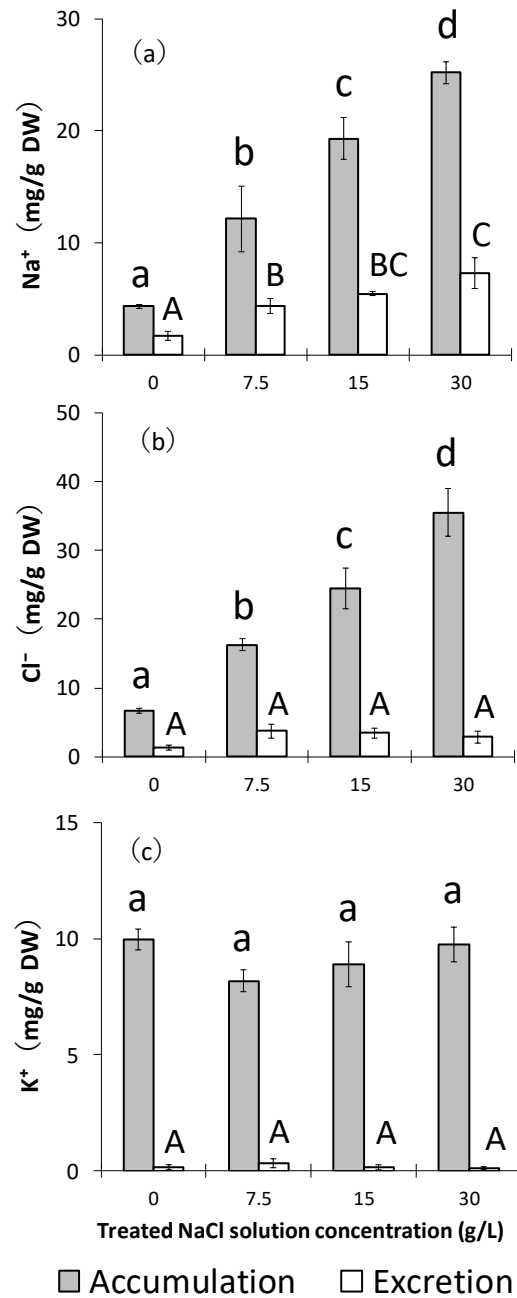 (a)
Na⁺ (mg/g DW)
30
20
10
0
a
A
b
B
c
BC
d
C
0 7.5 15 30
(b)
Cl⁻ (mg/g DW)
50
40
30
20
10
0
a
A
b
A
c
A
d
A
0 7.5 15 30
(c)
K⁺ (mg/g DW)
15
10
5
0
a
A
a
A
a
A
a
A
0 7.5 15 30
Treated NaCl solution concentration (g/L)
Accumulation Excretion